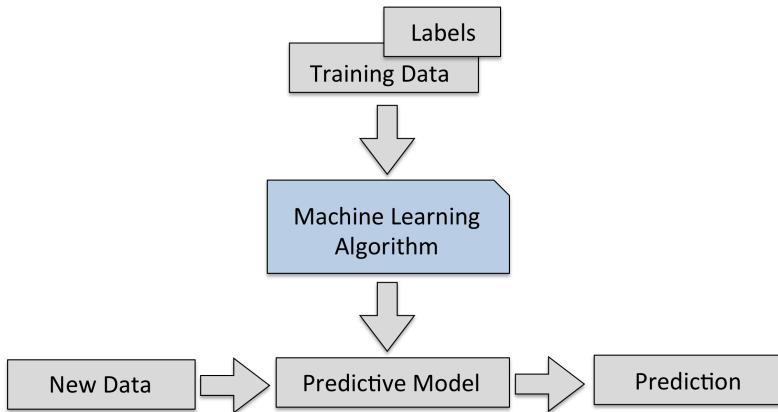 Labels
Training Data
Machine Learning
Algorithm
New Data
Predictive Model
Prediction